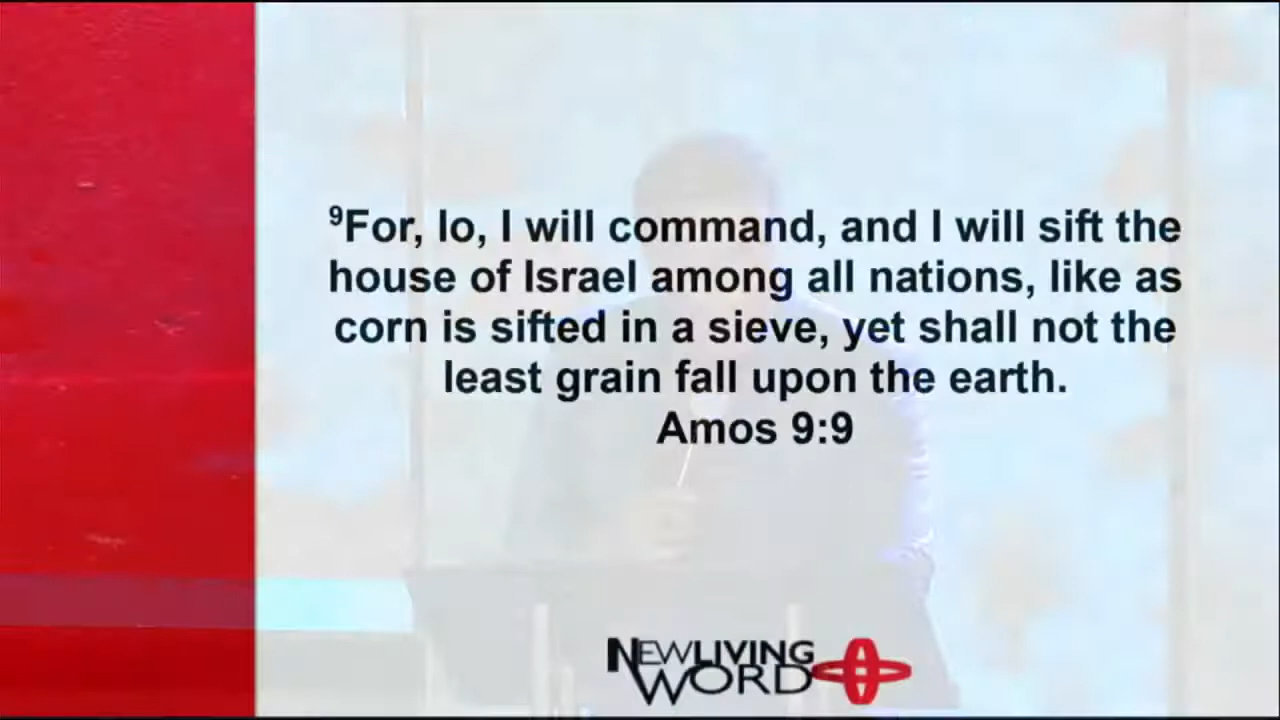 ⁹For, lo, I will command, and I will sift the
house of Israel among all nations, like as
corn is sifted in a sieve, yet shall not the
least grain fall upon the earth.
Amos 9:9
NEWLIVING
WORD